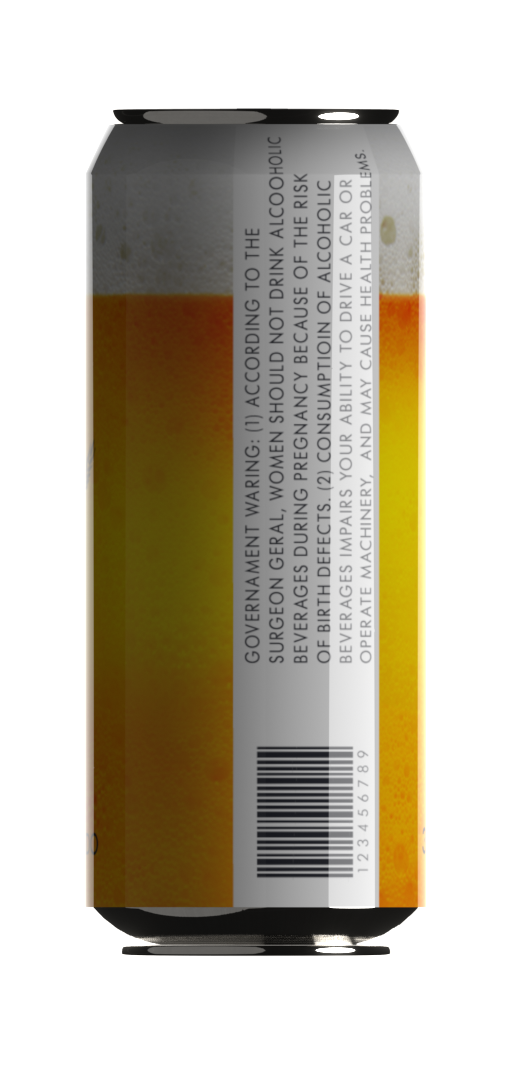 GOVERNAMENT WARING: (1) ACCORDING TO THE
SURGEON GERAL, WOMEN SHOULD NOT DRINK ALCOOHOLIC
BEVERAGES DURING PREGNANCY BECAUSE OF THE RISK
OF BIRTH DEFECTS. (2) CONSUMPTIOIN OF ALCOHOLIC
BEVERAGES IMPAIRS YOUR ABILITY TO DRIVE A CAR OR
OPERATE MACHINERY, AND MAY CAUSE HEALTH PROBLEMS.
123456789